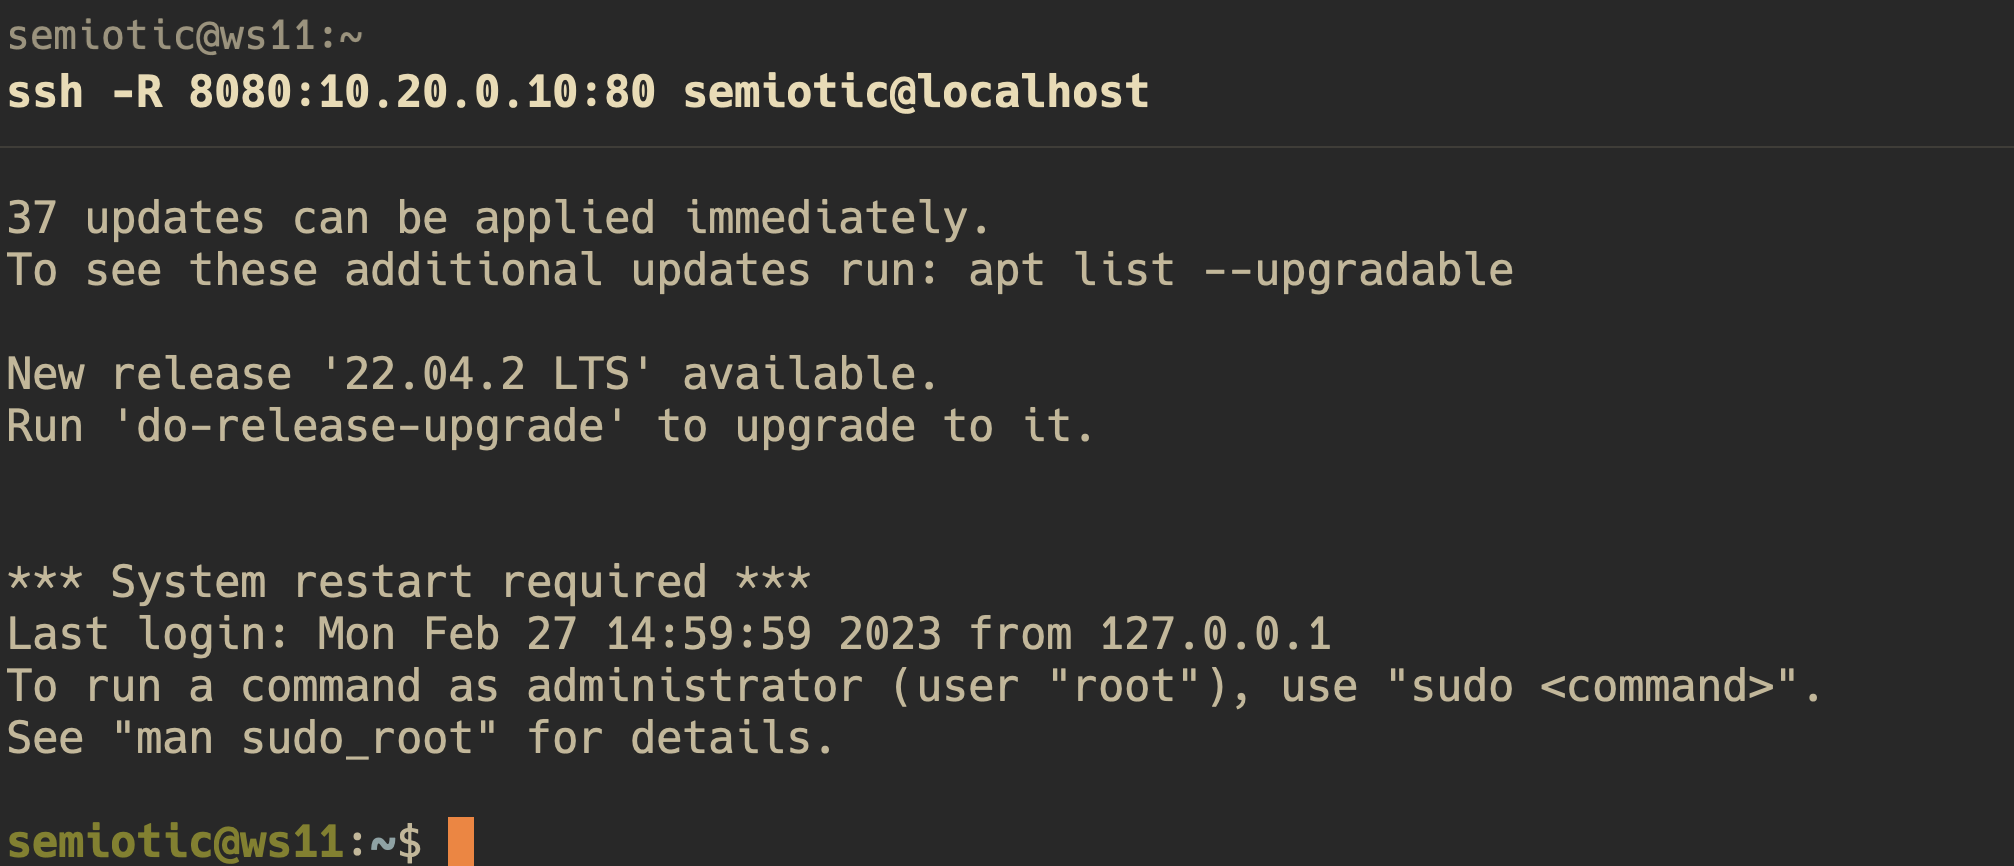 semiotic@ws11:~
ssh -R 8080:10.20.0.10:80 semiotic@localhost
37 updates can be applied immediately.
To see these additional updates run: apt list --upgradable
New release '22.04.2 LTS' available.
Run 'do-release-upgrade' to upgrade to it.
*** System restart required ***
Last login: Mon Feb 27 14:59:59 2023 from 127.0.0.1
To run a command as administrator (user "root"), use "sudo <command>".
See "man sudo_root" for details.
semiotic@ws11:~$